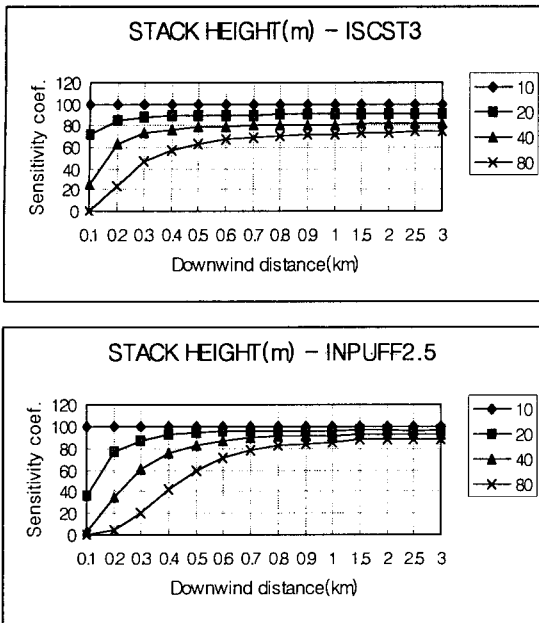 STACK HEIGHT(m) - ISCST3
Sensitivity coef.
120
100
80
60
40
20
0
0.1 0.2 0.3 0.4 0.5 0.6 0.7 0.8 0.9 1 1.5 2 2.5 3
Downwind distance(km)
10
20
40
80
STACK HEIGHT(m) - INPUFF2.5
Sensitivity coef.
120
100
80
60
40
20
0
0.1 0.2 0.3 0.4 0.5 0.6 0.7 0.8 0.9 1 1.5 2 2.5 3
Downwind distance(km)
10
20
40
80